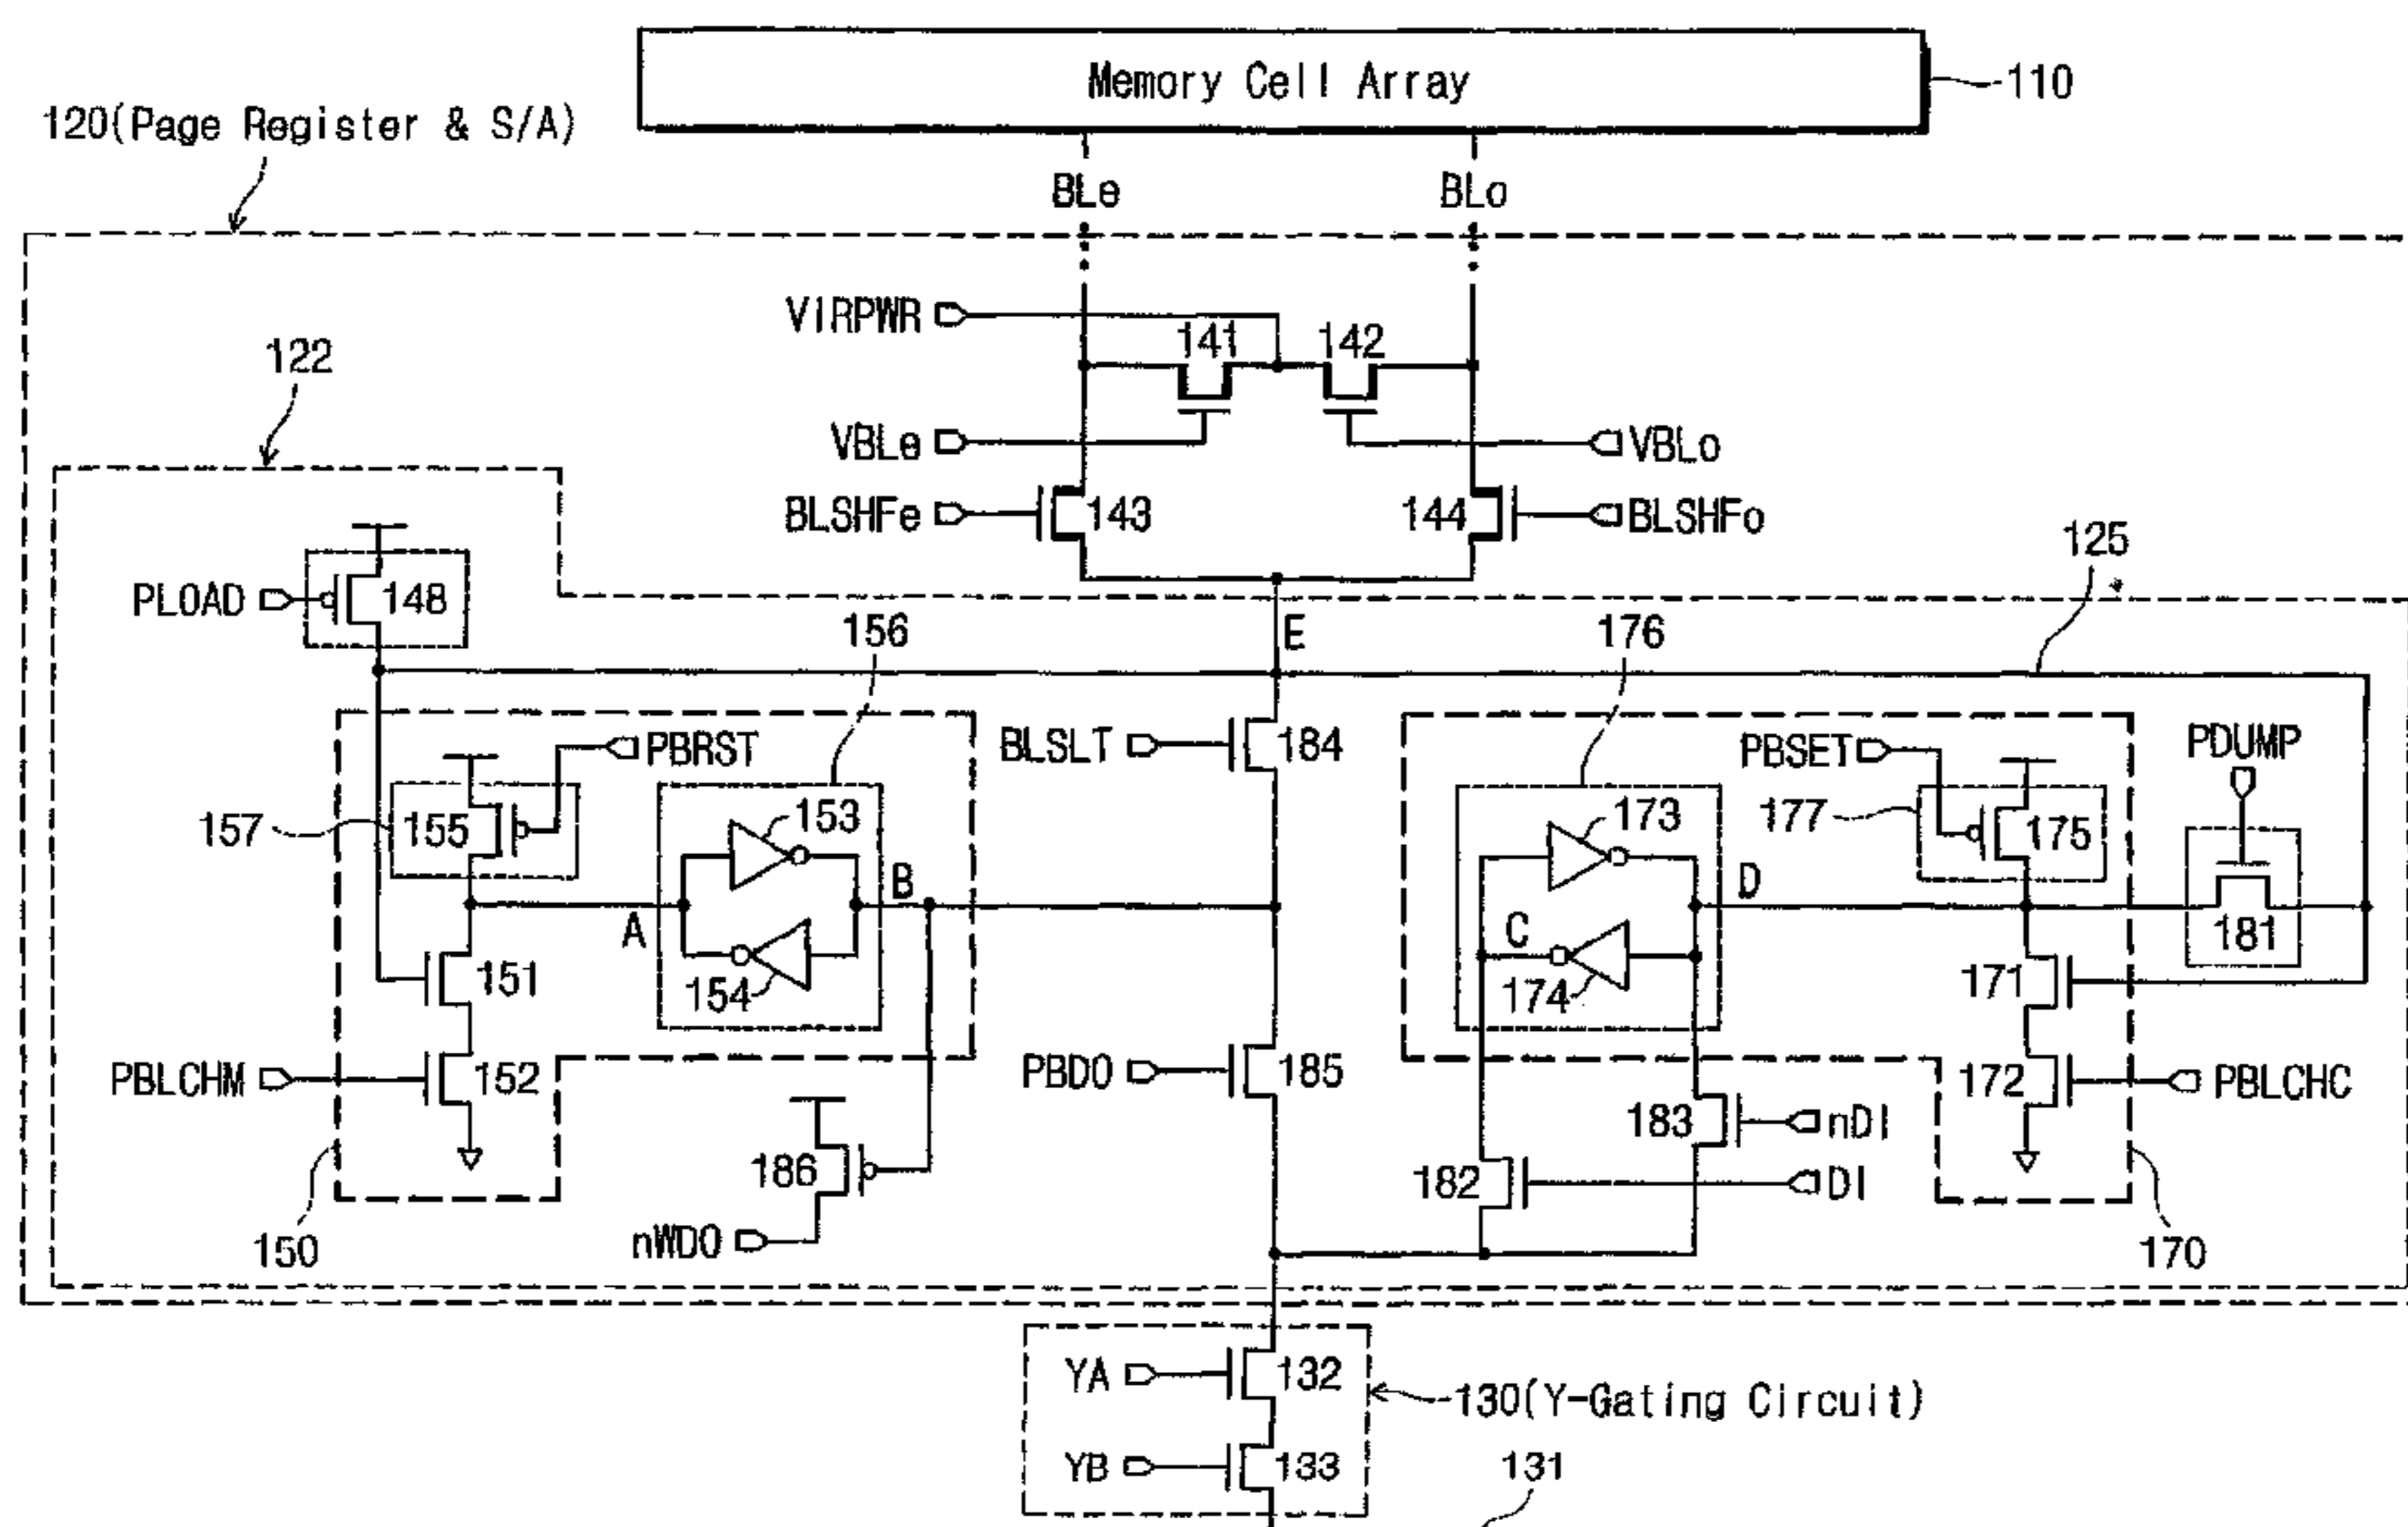 Memory Cell Array
110
120(Page Register & S/A)
BLe
BLo
VIRPWR
141
142
122
VBLe
VBLo
BLSHFe
143
144
BLSHFo
125
PLOAD
148
156
E
176
PBRST
BLSLT
184
PBSET
PDUMP
157
155
153
173
177
175
B
D
A
C
181
154
151
174
171
PBLCHM
152
PBDO
185
172
PBLCHC
183
nDI
186
182
DI
nWDO
150
170
YA
132
130(Y-Gating Circuit)
YB
133
131